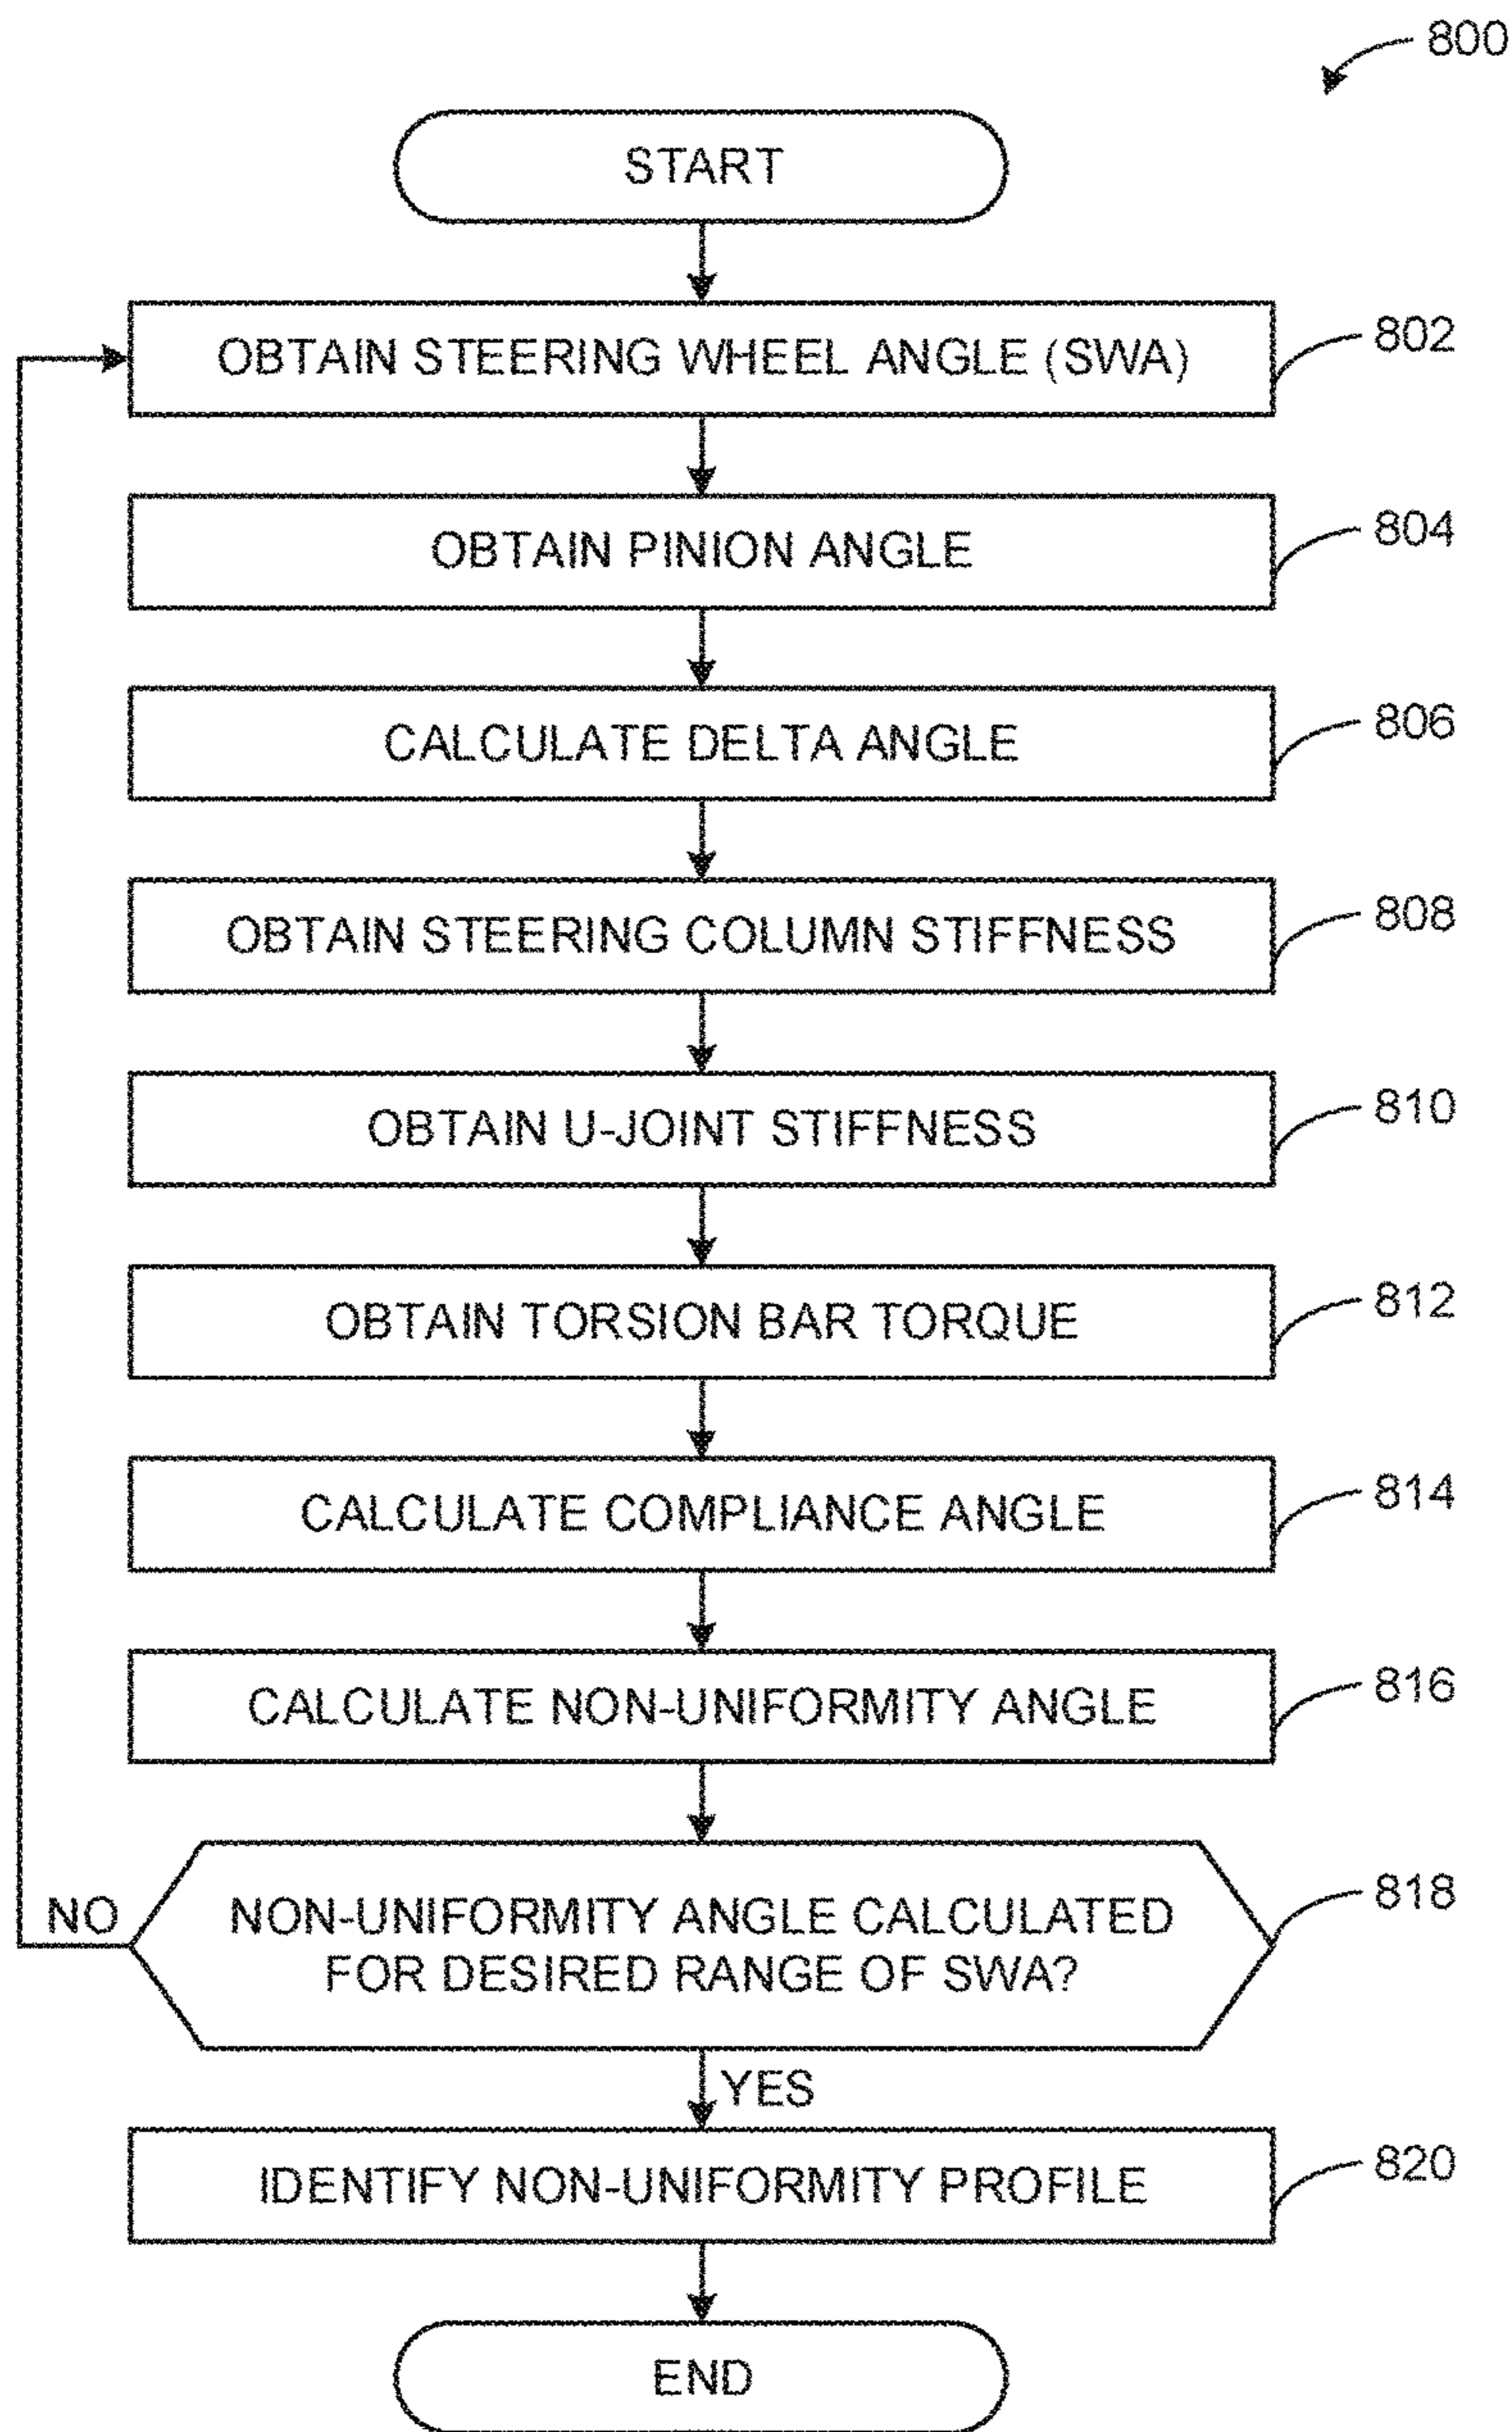 800
START
OBTAIN STEERING WHEEL ANGLE (SWA)
802
OBTAIN PINION ANGLE
804
CALCULATE DELTA ANGLE
806
OBTAIN STEERING COLUMN STIFFNESS
808
OBTAIN U-JOINT STIFFNESS
810
OBTAIN TORSION BAR TORQUE
812
CALCULATE COMPLIANCE ANGLE
814
CALCULATE NON-UNIFORMITY ANGLE
816
NO
NON-UNIFORMITY ANGLE CALCULATED
FOR DESIRED RANGE OF SWA?
818
YES
IDENTIFY NON-UNIFORMITY PROFILE
820
END